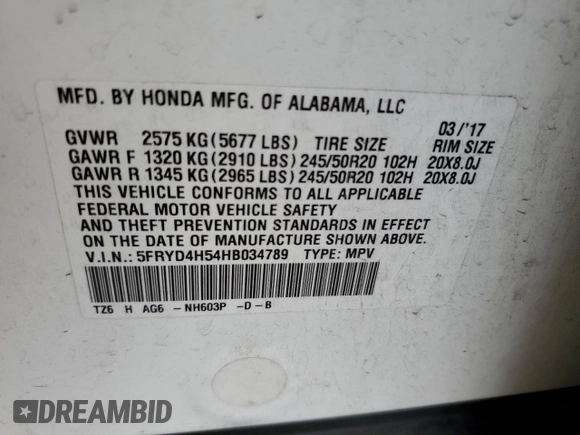 MFD. BY HONDA MFG. OF ALABAMA, LLC
03/'17
GVWR 2575 KG(5677 LBS) TIRE SIZE RIM SIZE
GAWR F 1320 KG(2910 LBS)245/50R20 102H 20X8.0J
GAWR R 1345 KG(2965 LBS)245/50R20 102H 20X8.0J
THIS VEHICLE CONFORMS TO ALL APPLICABLE
FEDERAL MOTOR VEHICLE SAFETY
AND THEFT PREVENTION STANDARDS IN EFFECT
ON THE DATE OF MANUFACTURE SHOWN ABOVE.
V.I.N.: 5FRYD4H54HB034789 TYPE: MPV
TZ6 H AG6 -NH603P -D-B
DREAMBID